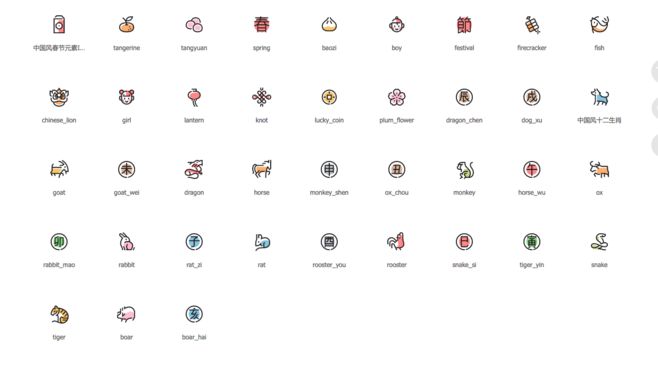 中国风春节元素I...
tangerine
tangyuan
春
spring
baozi
boy
festival
firecracker
fish
chinese_lion
girl
lantern
knot
lucky_coin
plum_flower
辰
dragon_chen
戌
dog_xu
中国风十二生肖
goat
未
goat_wei
dragon
horse
申
monkey_shen
丑
ox_chou
monkey
午
horse_wu
ox
卯
rabbit_mao
rabbit
子
rat_zi
rat
酉
rooster_you
rooster
巳
snake_si
寅
tiger_yin
snake
tiger
boar
亥
boar_hai